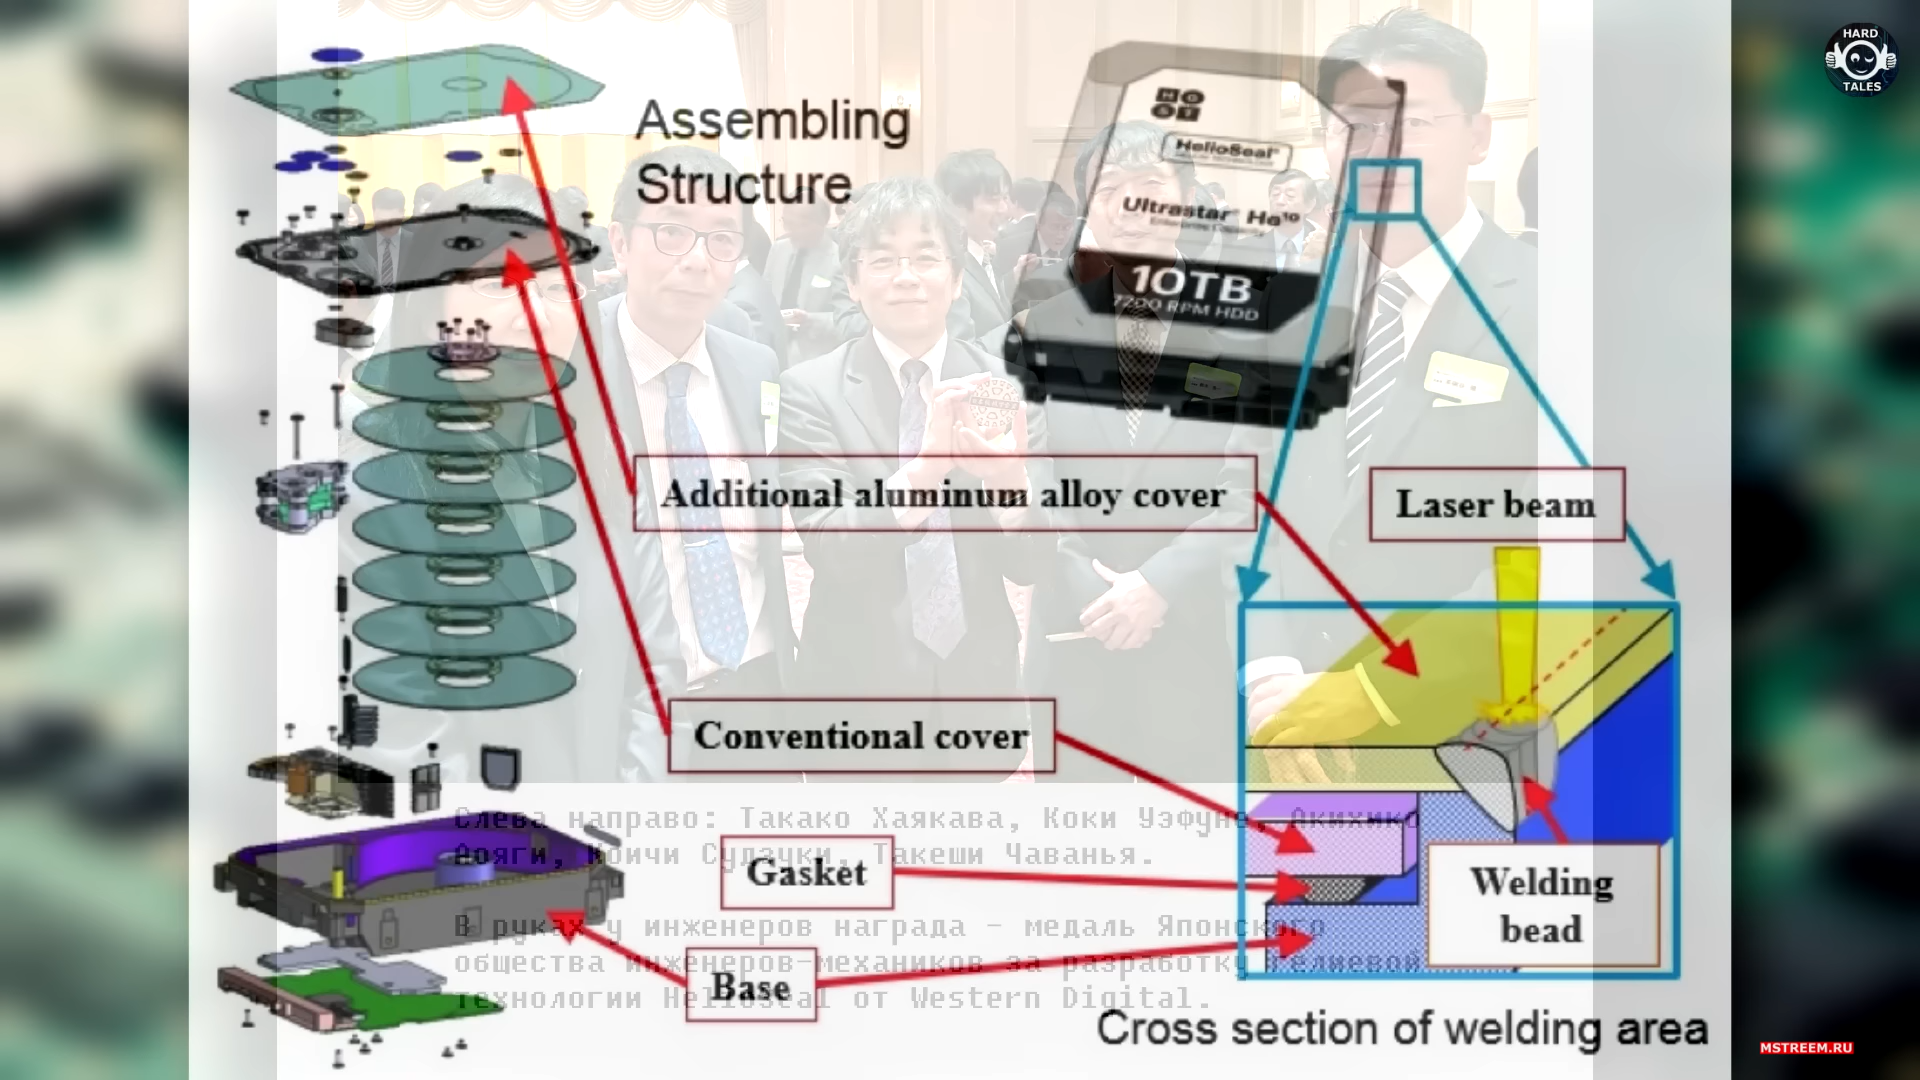 HARD
TALES
Assembling
Structure
HGST
HelioSeal
Ultrastar He¹⁰
10TB
7200 RPM HDD
Additional aluminum alloy cover
Laser beam
Conventional cover
Слева направо: Такако Хаякава, Коки Уэфуне, Акихико
Аояги, Коичи Судзуки, Такеши Чаванья.
Gasket
Welding
bead
В руках у инженеров награда - медаль Японского
общества инженеров-механиков за разработку гелиевой
технологии Helioseal от Western Digital.
Base
Cross section of welding area
MSTREEM.RU